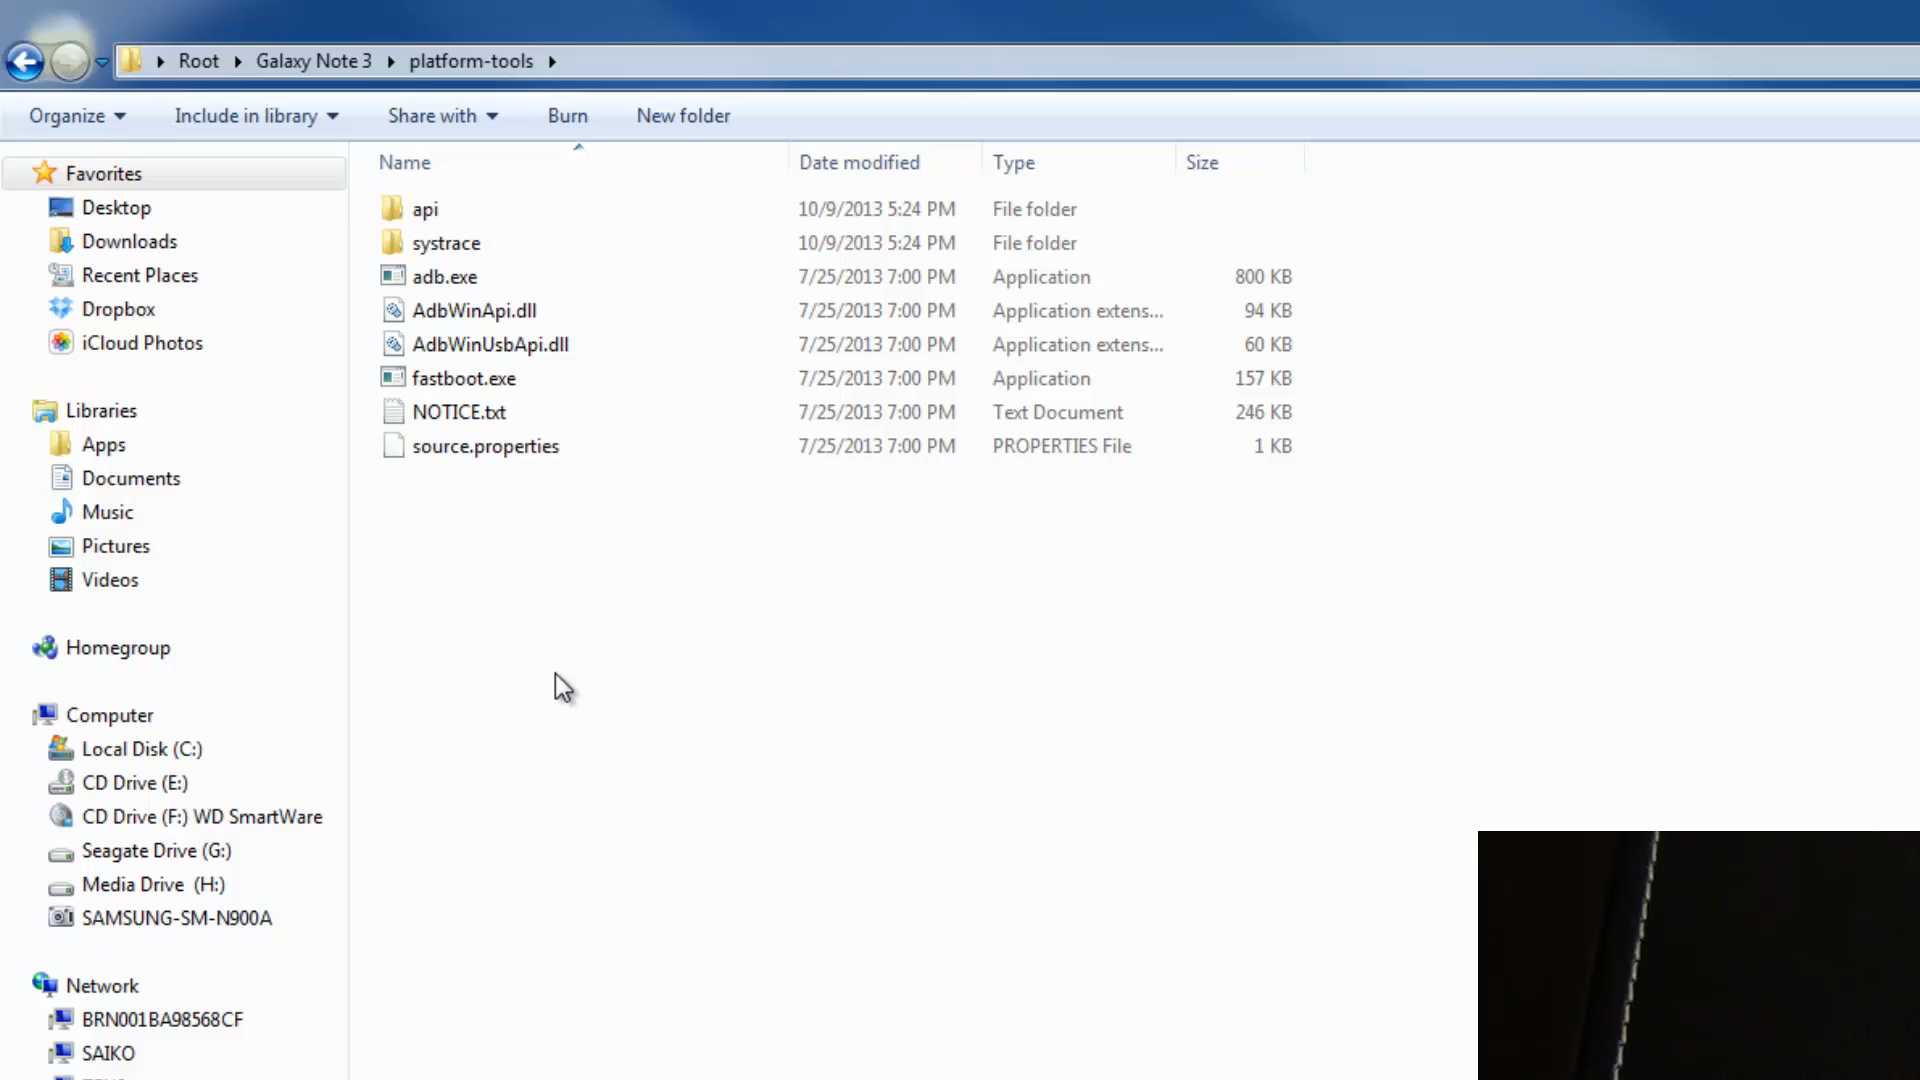 Root Galaxy Note 3 platform-tools
Organize Include in library Share with Burn New folder
Name Date modified Type Size
Favorites
Desktop
Downloads
Recent Places
Dropbox
iCloud Photos
Libraries
Apps
Documents
Music
Pictures
Videos
Homegroup
Computer
Local Disk (C:)
CD Drive (E:)
CD Drive (F:) WD SmartWare
Seagate Drive (G:)
Media Drive (H:)
SAMSUNG-SM-N900A
Network
BRN001BA98568CF
SAIKO
api 10/9/2013 5:24 PM File folder
systrace 10/9/2013 5:24 PM File folder
adb.exe 7/25/2013 7:00 PM Application 800 KB
AdbWinApi.dll 7/25/2013 7:00 PM Application extens... 94 KB
AdbWinUsbApi.dll 7/25/2013 7:00 PM Application extens... 60 KB
fastboot.exe 7/25/2013 7:00 PM Application 157 KB
NOTICE.txt 7/25/2013 7:00 PM Text Document 246 KB
source.properties 7/25/2013 7:00 PM PROPERTIES File 1 KB